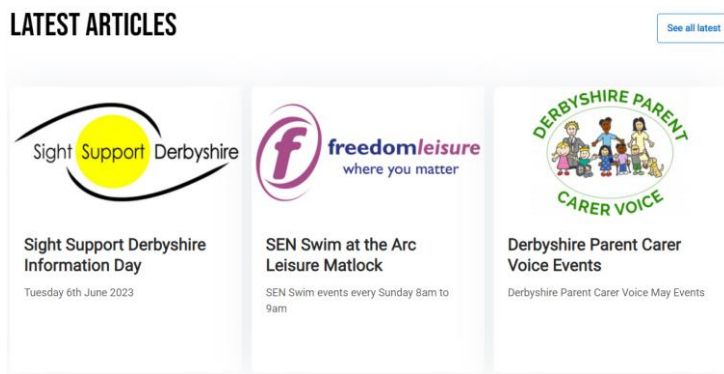 LATEST ARTICLES
See all latest
Sight Support Derbyshire
f freedomleisure
where you matter
DERBYSHIRE PARENT
CARER VOICE
Sight Support Derbyshire
Information Day
Tuesday 6th June 2023
SEN Swim at the Arc
Leisure Matlock
SEN Swim events every Sunday 8am to
9am
Derbyshire Parent Carer
Voice Events
Derbyshire Parent Carer Voice May Events